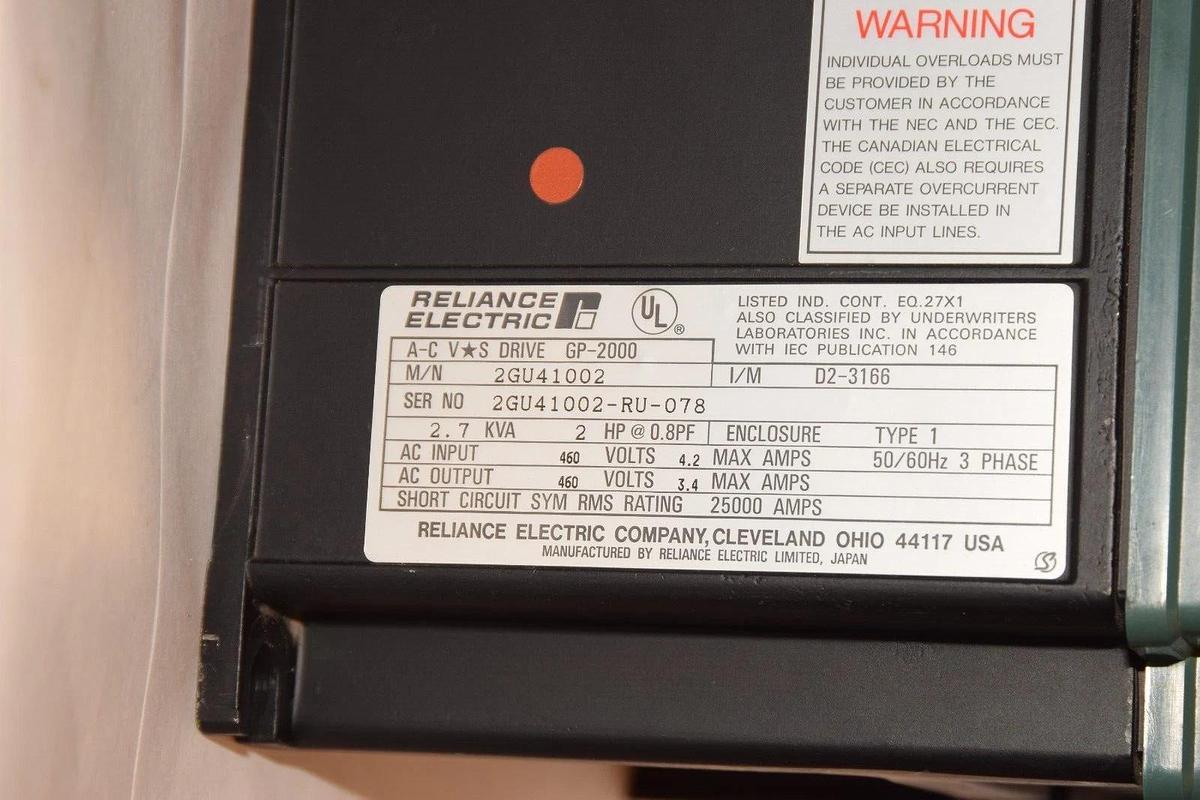 WARNING
INDIVIDUAL OVERLOADS MUST
BE PROVIDED BY THE
CUSTOMER IN ACCORDANCE
WITH THE NEC AND THE CEC.
THE CANADIAN ELECTRICAL
CODE (CEC) ALSO REQUIRES
A SEPARATE OVERCURRENT
DEVICE BE INSTALLED IN
THE AC INPUT LINES.
RELIANCE
ELECTRIC
UL ®
LISTED IND. CONT. EQ.27X1
ALSO CLASSIFIED BY UNDERWRITERS
LABORATORIES INC. IN ACCORDANCE
WITH IEC PUBLICATION 146
A-C V★S DRIVE GP-2000
M/N 2GU41002 I/M D2-3166
SER NO 2GU41002-RU-078
2.7 KVA 2 HP @ 0.8PF ENCLOSURE TYPE 1
AC INPUT 460 VOLTS 4.2 MAX AMPS 50/60Hz 3 PHASE
AC OUTPUT 460 VOLTS 3.4 MAX AMPS
SHORT CIRCUIT SYM RMS RATING 25000 AMPS
RELIANCE ELECTRIC COMPANY, CLEVELAND OHIO 44117 USA
MANUFACTURED BY RELIANCE ELECTRIC LIMITED, JAPAN